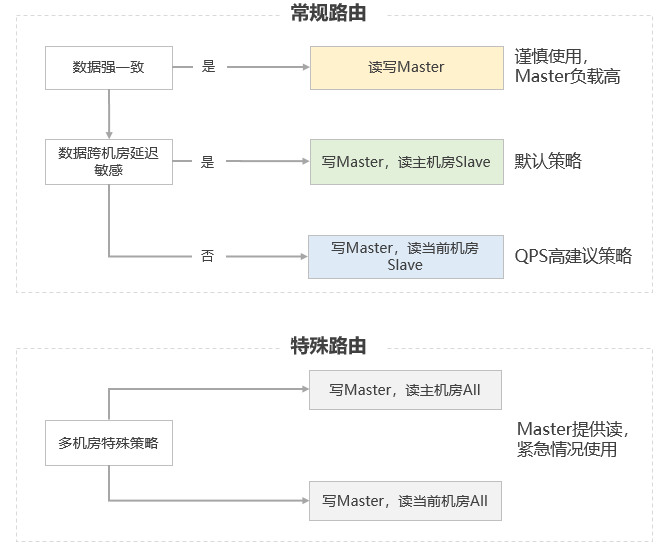 常规路由
数据强一致
是
读写Master
谨慎使用，
Master负载高
数据跨机房延迟
敏感
是
写Master，读主机房Slave
默认策略
否
写Master，读当前机房
Slave
QPS高建议策略
特殊路由
写Master，读主机房All
多机房特殊策略
Master提供读，
紧急情况使用
写Master，读当前机房All